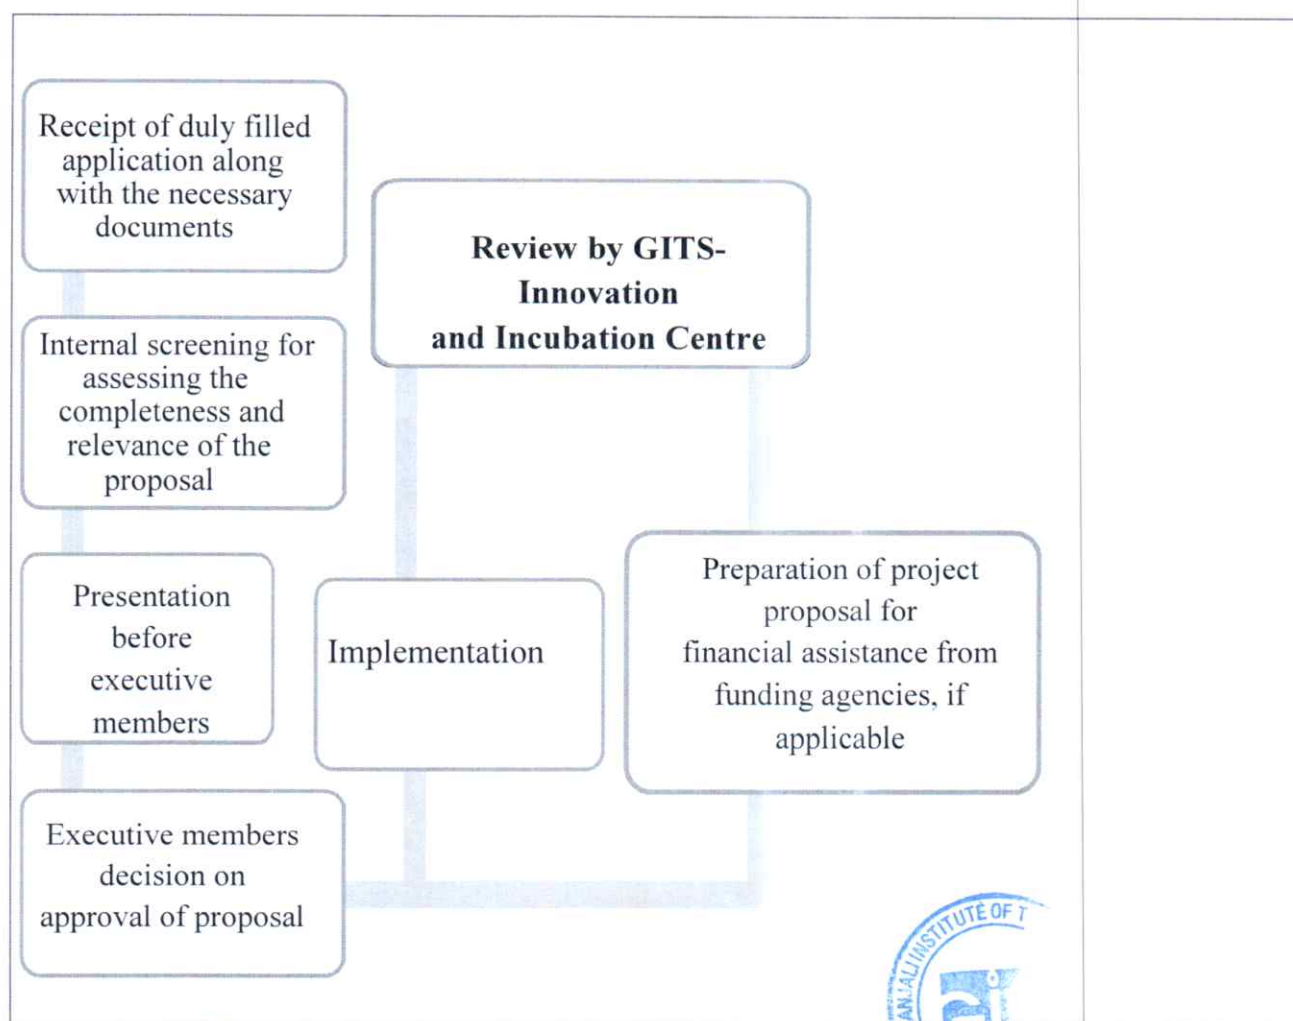 Receipt of duly filled
application along
with the necessary
documents
Internal screening for
assessing the
completeness and
relevance of the
proposal
Presentation
before
executive
members
Executive members
decision on
approval of proposal
Review by GITS-
Innovation
and Incubation Centre
Implementation
Preparation of project
proposal for
financial assistance from
funding agencies, if
applicable
ANJALI INSTITUTE OF T